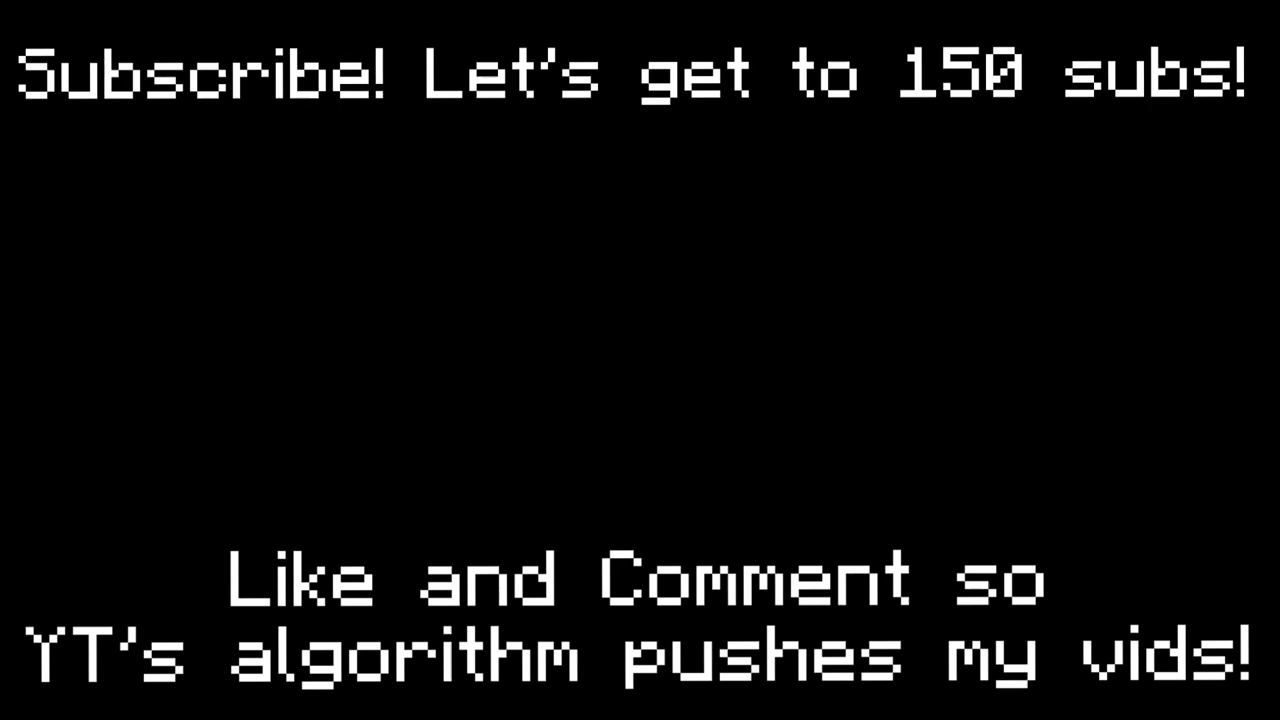 Subscribe! Let's get to 150 subs!
Like and Comment so
YT's algorithm pushes my vids!